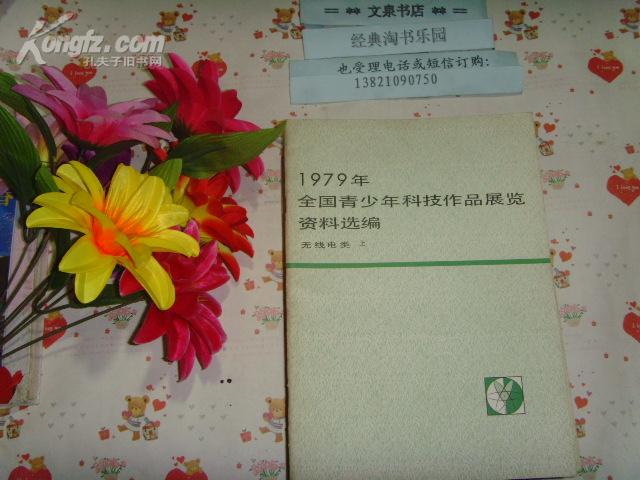 Kongfz.com
孔夫子旧书网
== 文泉书店 ==
经典淘书乐园
也受理电话或短信订购:
13821090750
1979年
全国青少年科技作品展览
资料选编
无线电类 上